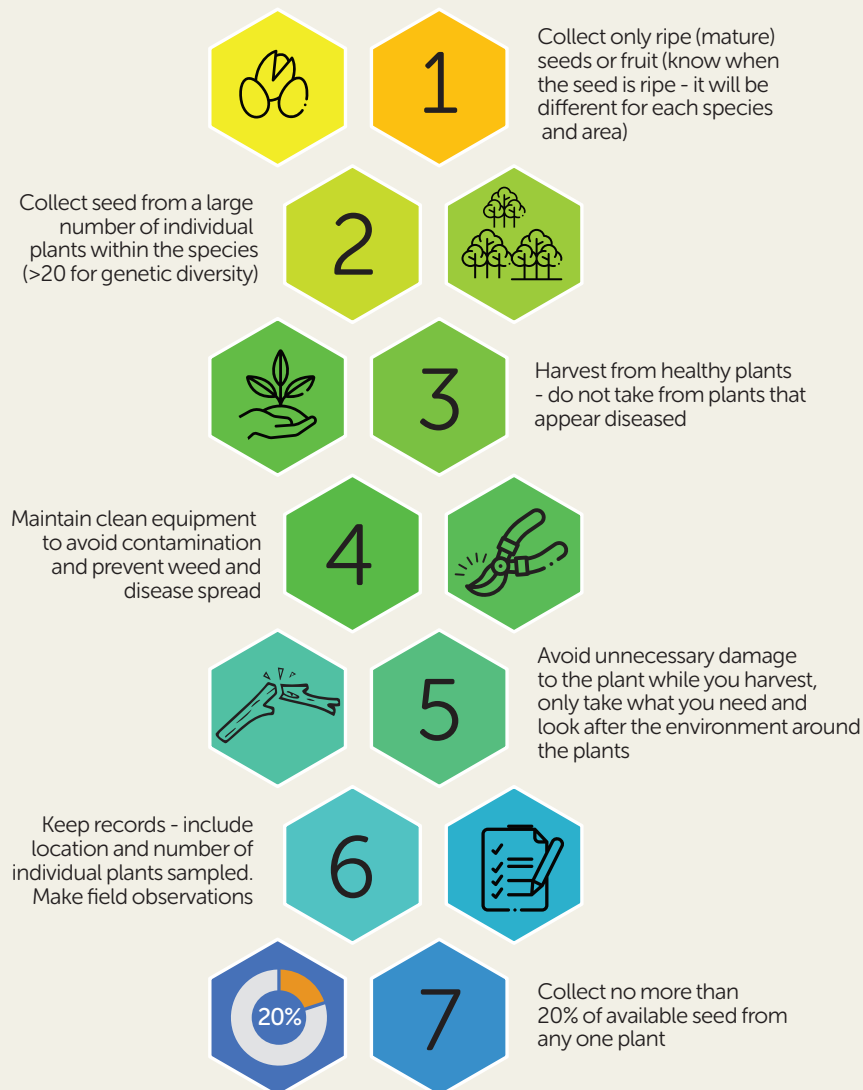 1
Collect only ripe (mature)
seeds or fruit (know when
the seed is ripe - it will be
different for each species
and area)
Collect seed from a large
number of individual
plants within the species
(>20 for genetic diversity)
2
3
Harvest from healthy plants
- do not take from plants that
appear diseased
Maintain clean equipment
to avoid contamination
and prevent weed and
disease spread
4
5
Avoid unnecessary damage
to the plant while you harvest,
only take what you need and
look after the environment around
the plants
Keep records - include
location and number of
individual plants sampled.
Make field observations
6
20%
7
Collect no more than
20% of available seed from
any one plant